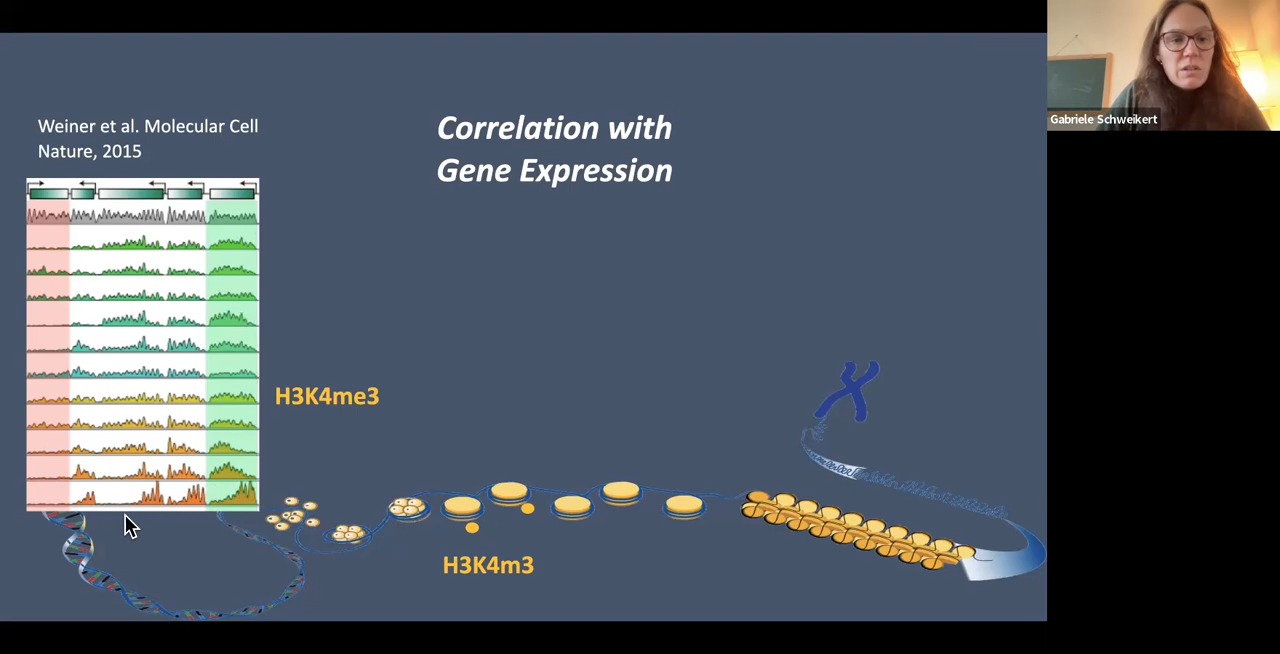 Weiner et al. Molecular Cell
Nature, 2015
Correlation with
Gene Expression
H3K4me3
H3K4m3
Gabriele Schweikert